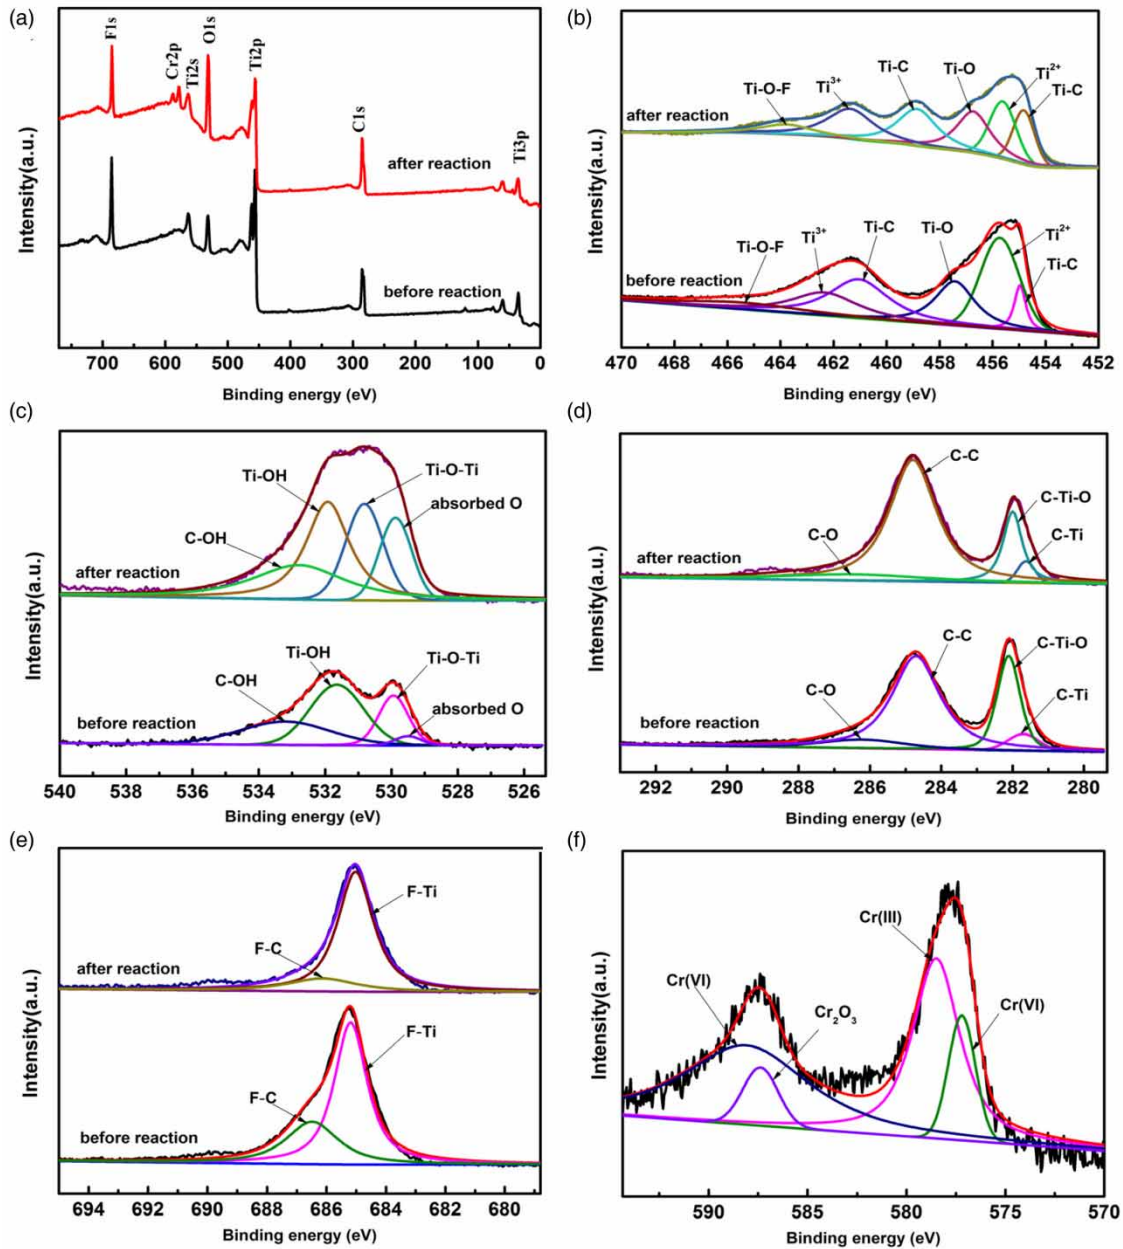 (a)
F1s
Cr2p
Ti2s
O1s
Ti2p
C1s
Ti3p
after reaction
before reaction
Intensity(a.u.)
700 600 500 400 300 200 100 0
Binding energy (eV)
(b)
Ti-O-F
Ti3+
Ti-C
Ti-O
Ti2+
Ti-C
after reaction
Ti-O-F
Ti3+
Ti-C
Ti-O
Ti2+
Ti-C
before reaction
Intensity(a.u.)
470 468 466 464 462 460 458 456 454 452
Binding energy (eV)
(c)
Ti-OH
Ti-O-Ti
absorbed O
C-OH
after reaction
Ti-OH
Ti-O-Ti
C-OH
absorbed O
before reaction
Intensity(a.u.)
540 538 536 534 532 530 528 526
Binding energy (eV)
(d)
C-C
C-Ti-O
C-O
C-Ti
after reaction
C-C
C-Ti-O
C-O
C-Ti
before reaction
Intensity(a.u.)
292 290 288 286 284 282 280
Binding energy (eV)
(e)
F-Ti
F-C
after reaction
F-Ti
F-C
before reaction
Intensity(a.u.)
694 692 690 688 686 684 682 680
Binding energy (eV)
(f)
Cr(III)
Cr(VI)
Cr2O3
Cr(VI)
Intensity(a.u.)
590 585 580 575 570
Binding energy (eV)